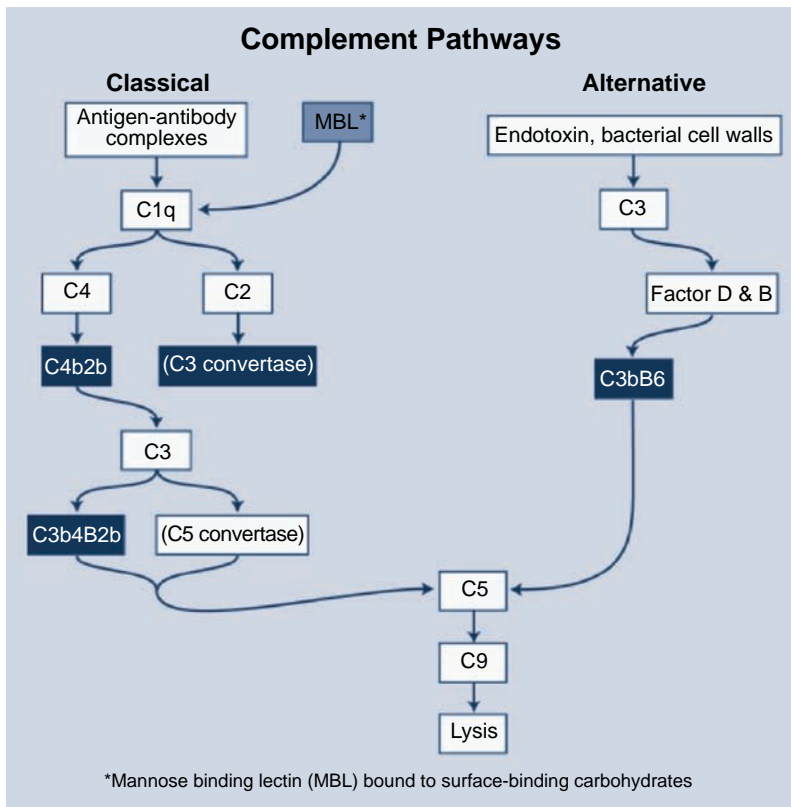 Complement Pathways
Classical
Alternative
Antigen-antibody
complexes
MBL*
Endotoxin, bacterial cell walls
C1q
C3
C4
C2
Factor D & B
C4b2b
(C3 convertase)
C3bB6
C3
C3b4B2b
(C5 convertase)
C5
C9
Lysis
*Mannose binding lectin (MBL) bound to surface-binding carbohydrates